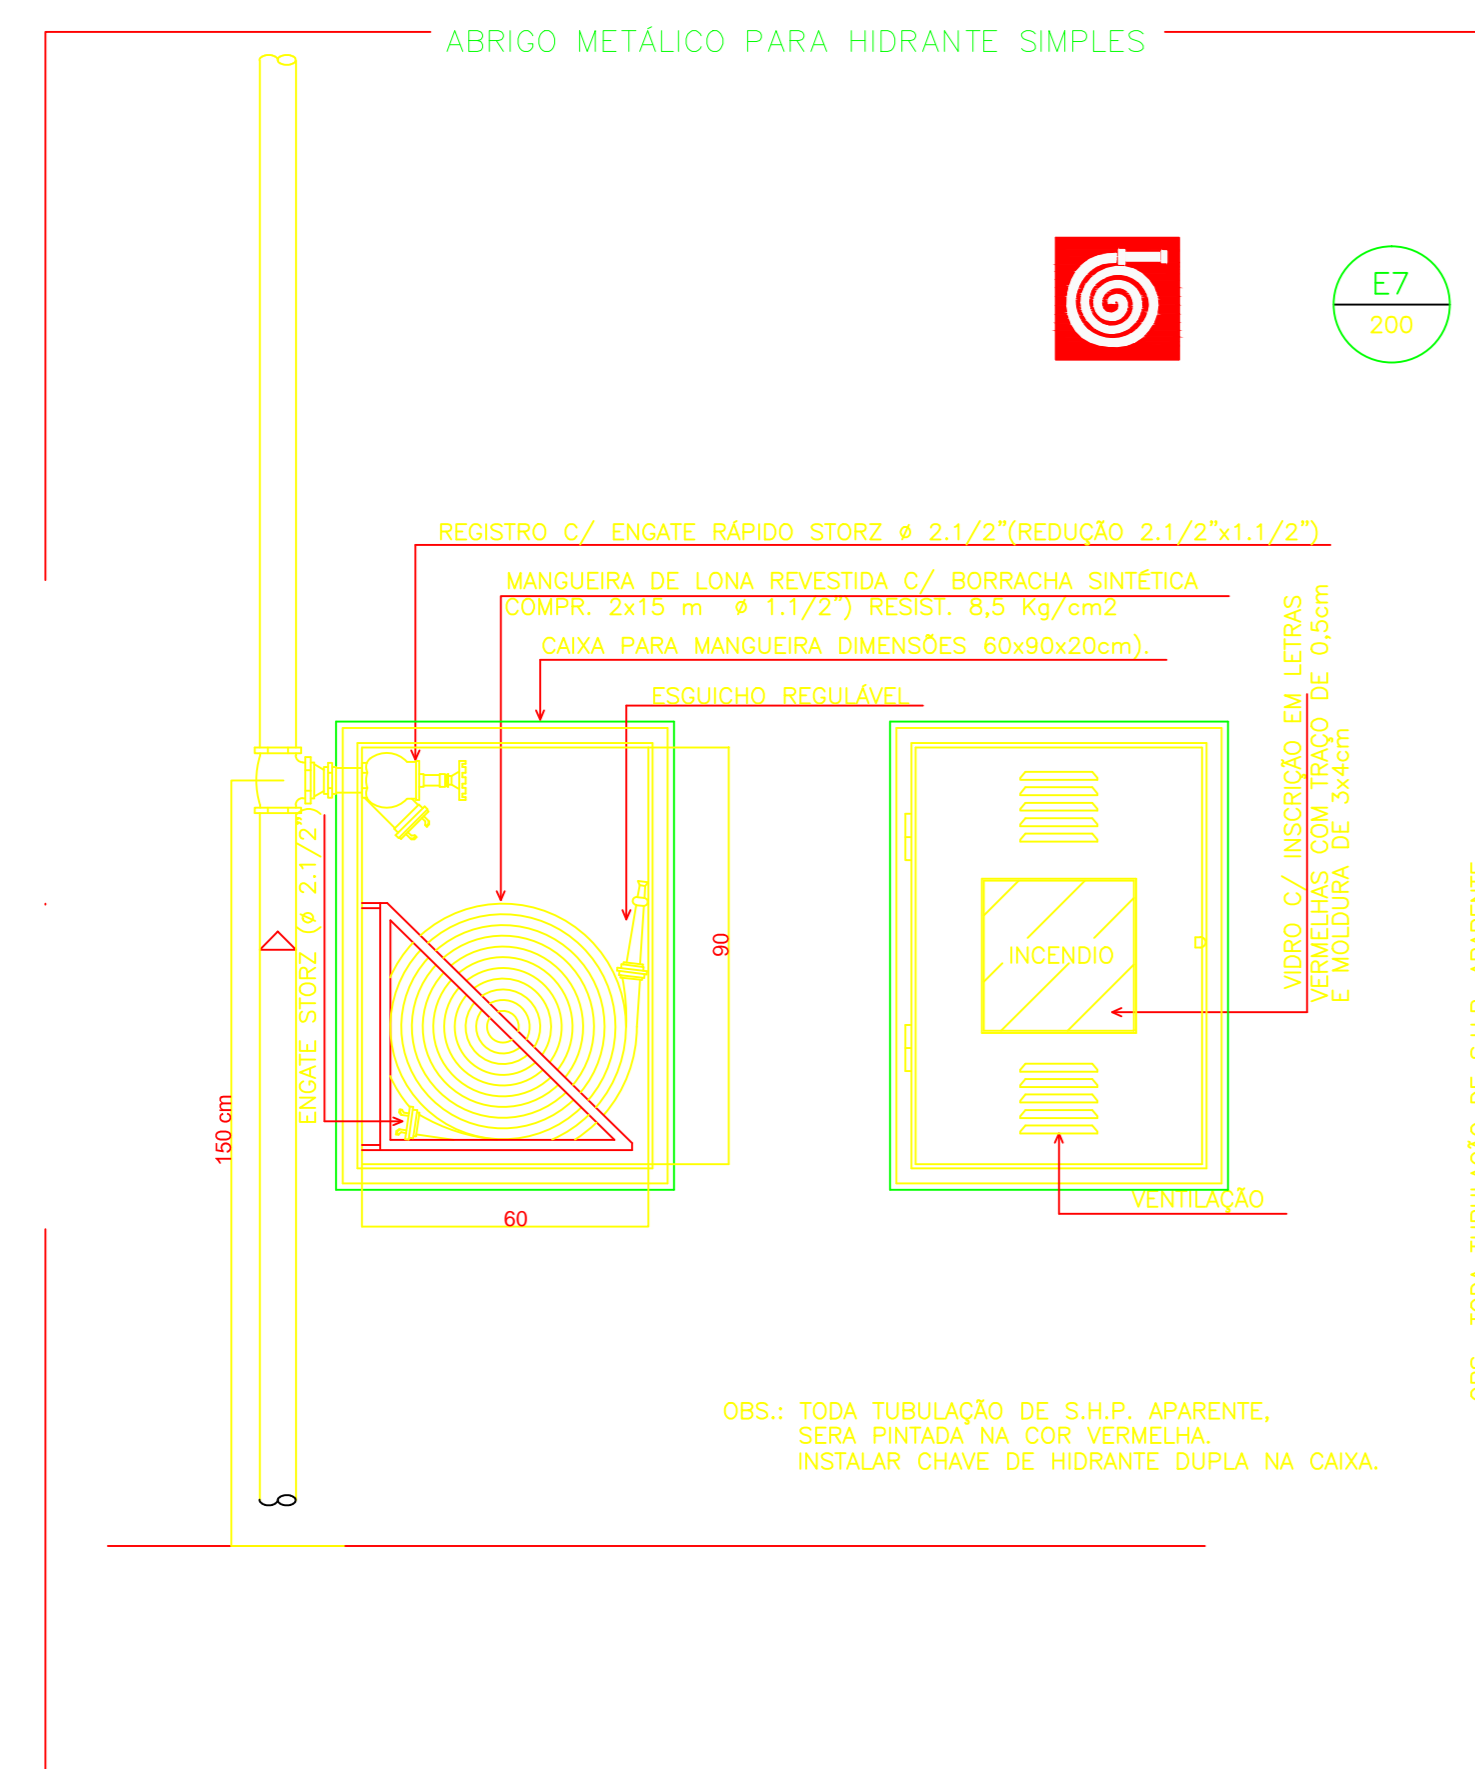 ABRIGO METÁLICO PARA HIDRANTE SIMPLES
E7
200
REGISTRO C/ ENGATE RÁPIDO STORZ ø 2.1/2"(REDUÇÃO 2.1/2"x1.1/2")
MANGUEIRA DE LONA REVESTIDA C/ BORRACHA SINTÉTICA
COMPR. 2x15 m ø 1.1/2") RESIST. 8,5 Kg/cm2
CAIXA PARA MANGUEIRA DIMENSÕES 60x90x20cm).
ESGUICHO REGULÁVEL
VIDRO C/ INSCRIÇÃO EM LETRAS
VERMELHAS COM TRAÇO DE 0,5cm
E MOLDURA DE 3x4cm
ENGATE STORZ (ø 2.1/2")
150 cm
90
60
INCENDIO
VENTILAÇÃO
OBS.: TODA TUBULAÇÃO DE S.H.P. APARENTE,
SERA PINTADA NA COR VERMELHA.
INSTALAR CHAVE DE HIDRANTE DUPLA NA CAIXA.